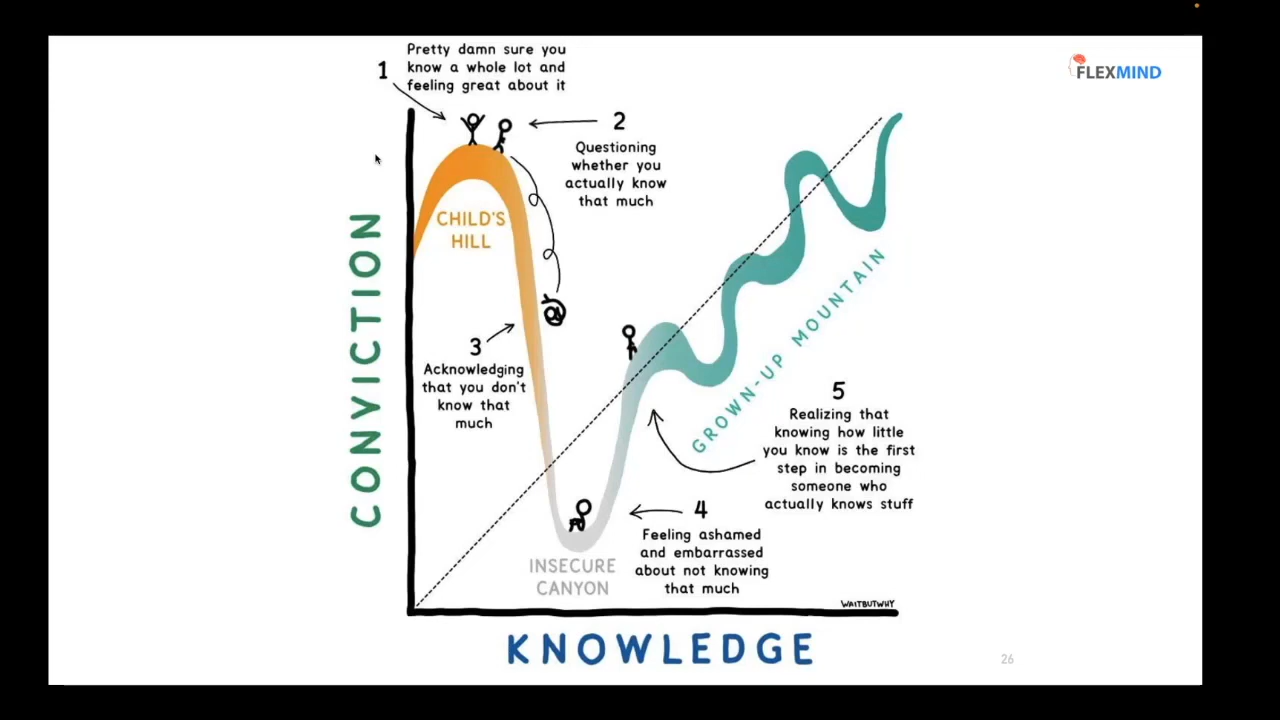 FLEXMIND
1
Pretty damn sure you
know a whole lot and
feeling great about it
2
Questioning
whether you
actually know
that much
CHILD'S
HILL
3
Acknowledging
that you don't
know that
much
INSECURE
CANYON
4
Feeling ashamed
and embarrassed
about not knowing
that much
5
Realizing that
knowing how little
you know is the first
step in becoming
someone who
actually knows stuff
GROWN-UP MOUNTAIN
CONVICTION
KNOWLEDGE
WAITBUTWHY
26